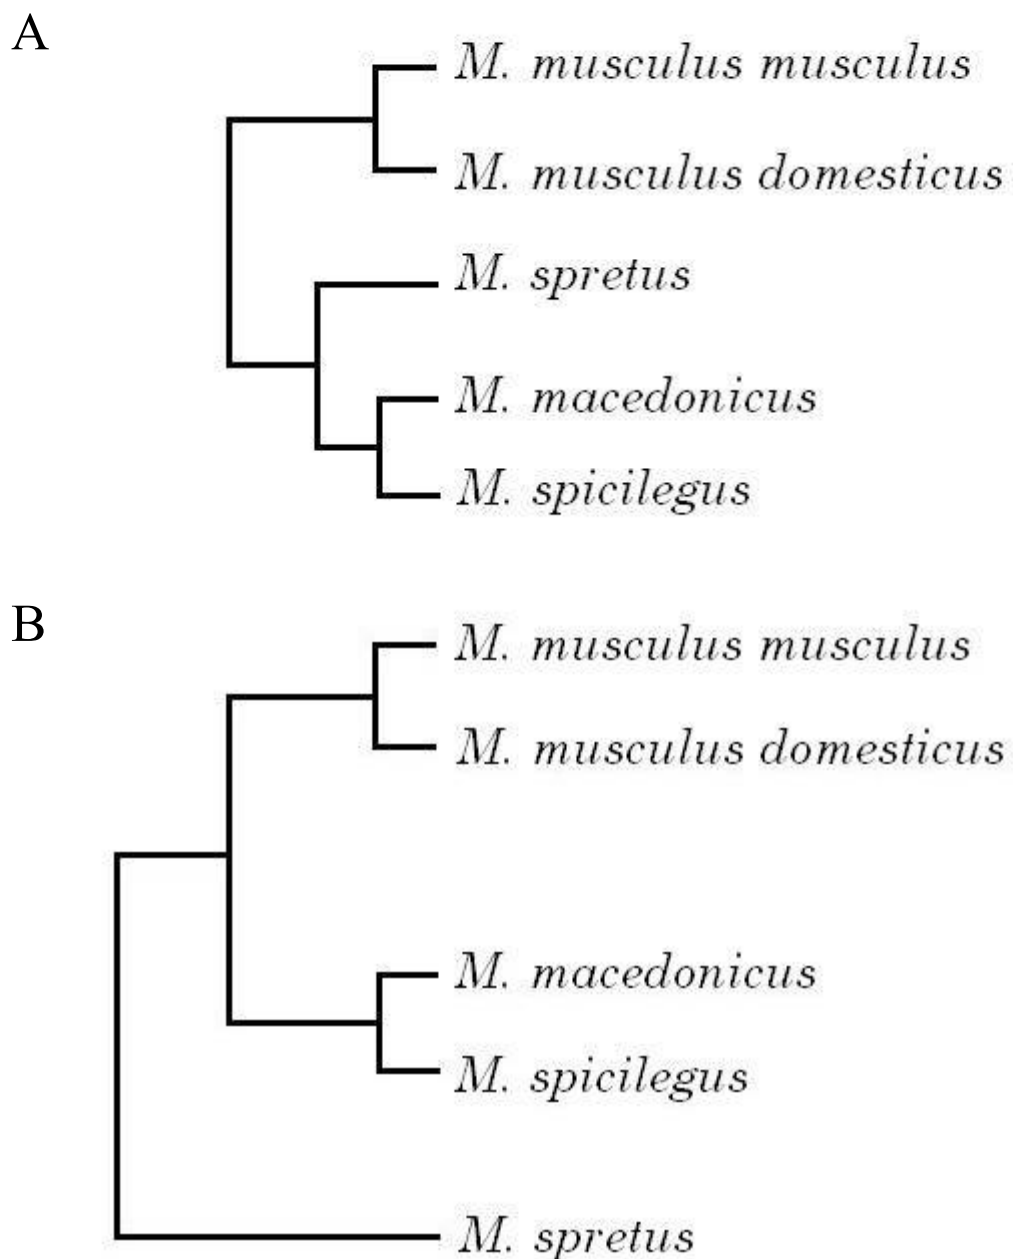 A
M. musculus musculus
M. musculus domesticus
M. spretus
M. macedonicus
M. spicilegus
B
M. musculus musculus
M. musculus domesticus
M. macedonicus
M. spicilegus
M. spretus